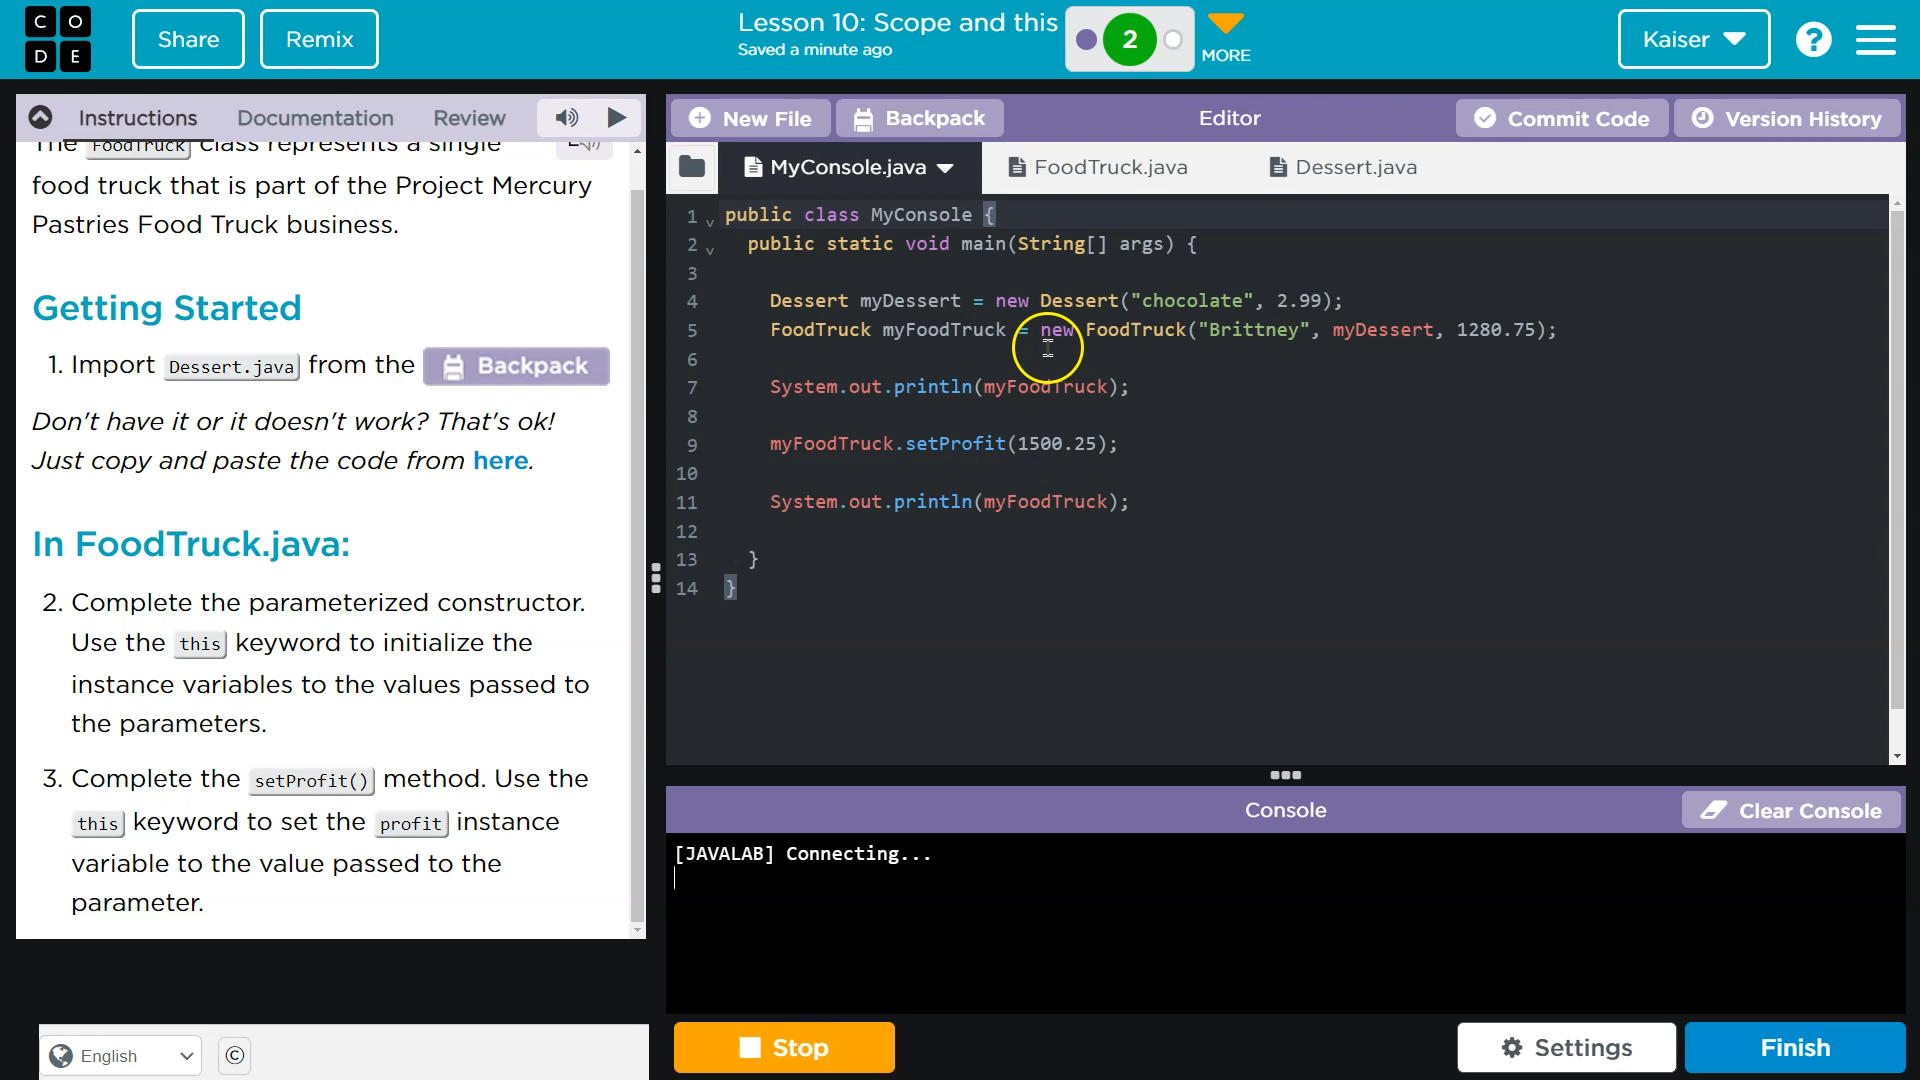 C O
D E
Share
Remix
Lesson 10: Scope and this
Saved a minute ago
2
MORE
Kaiser
?
Instructions
Documentation
Review
New File
Backpack
Editor
Commit Code
Version History
The FoodTruck class represents a single
food truck that is part of the Project Mercury
Pastries Food Truck business.
Getting Started
1. Import Dessert.java from the Backpack
Don't have it or it doesn't work? That's ok!
Just copy and paste the code from here.
In FoodTruck.java:
2. Complete the parameterized constructor.
Use the this keyword to initialize the
instance variables to the values passed to
the parameters.
3. Complete the setProfit() method. Use the
this keyword to set the profit instance
variable to the value passed to the
parameter.
MyConsole.java
FoodTruck.java
Dessert.java
1 public class MyConsole {
2 public static void main(String[] args) {
3
4 Dessert myDessert = new Dessert("chocolate", 2.99);
5 FoodTruck myFoodTruck = new FoodTruck("Brittney", myDessert, 1280.75);
6
7 System.out.println(myFoodTruck);
8
9 myFoodTruck.setProfit(1500.25);
10
11 System.out.println(myFoodTruck);
12
13 }
14 }
Console
Clear Console
[JAVALAB] Connecting...
English
©
Stop
Settings
Finish